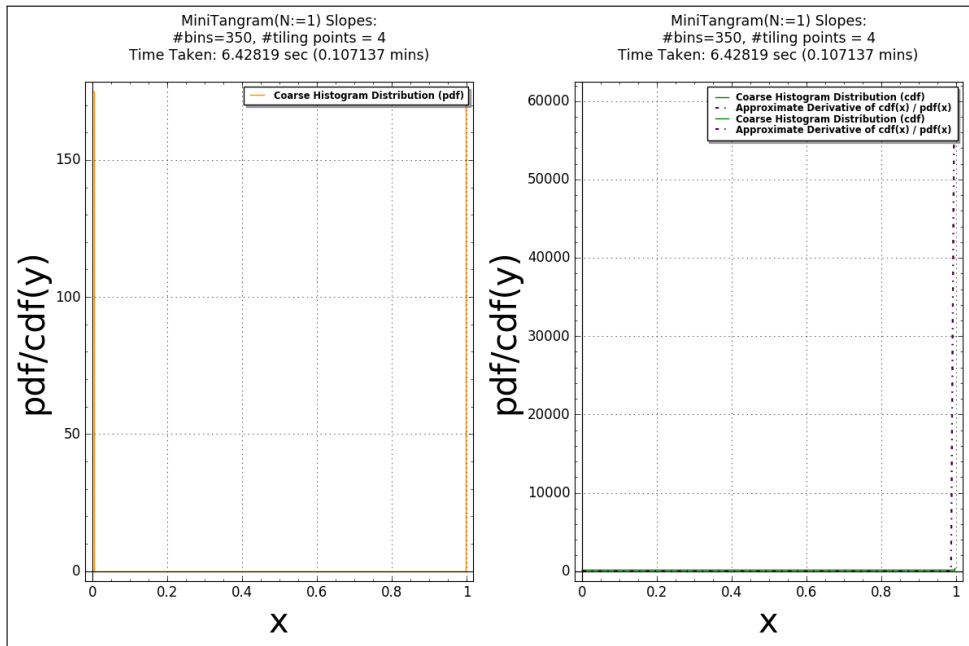 MiniTangram(N:=1) Slopes:
#bins=350, #tiling points = 4
Time Taken: 6.42819 sec (0.107137 mins)
Coarse Histogram Distribution (pdf)
pdf/cdf(y)
150
100
50
0
0 0.2 0.4 0.6 0.8 1
x
MiniTangram(N:=1) Slopes:
#bins=350, #tiling points = 4
Time Taken: 6.42819 sec (0.107137 mins)
Coarse Histogram Distribution (cdf)
Approximate Derivative of cdf(x) / pdf(x)
Coarse Histogram Distribution (cdf)
Approximate Derivative of cdf(x) / pdf(x)
pdf/cdf(y)
60000
50000
40000
30000
20000
10000
0
0 0.2 0.4 0.6 0.8 1
x